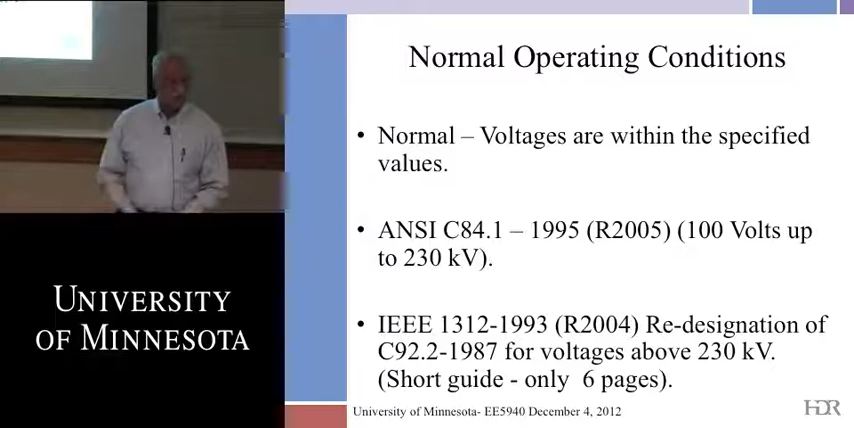 Normal Operating Conditions
• Normal – Voltages are within the specified
values.
• ANSI C84.1 – 1995 (R2005) (100 Volts up
to 230 kV).
• IEEE 1312-1993 (R2004) Re-designation of
C92.2-1987 for voltages above 230 kV.
(Short guide - only  6 pages).
UNIVERSITY
OF MINNESOTA
University of Minnesota- EE5940 December 4, 2012
HDR